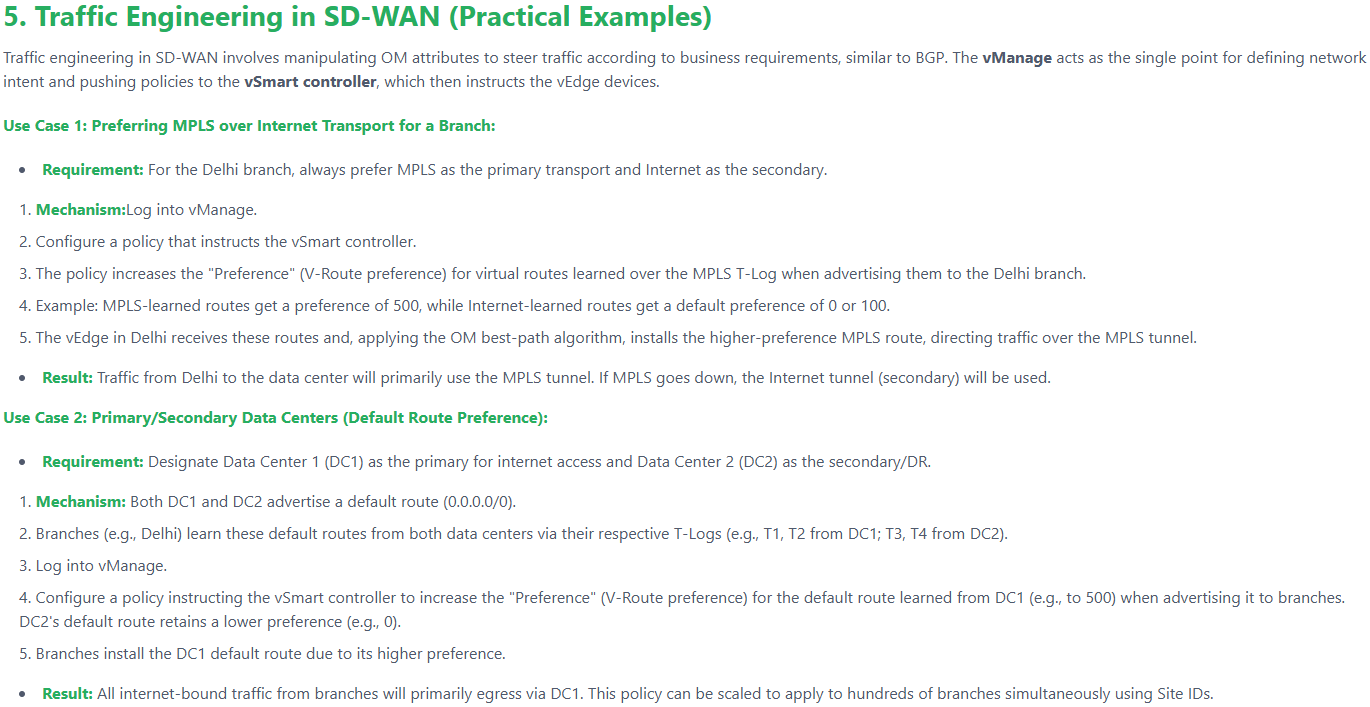 5. Traffic Engineering in SD-WAN (Practical Examples)
Traffic engineering in SD-WAN involves manipulating OM attributes to steer traffic according to business requirements, similar to BGP. The vManage acts as the single point for defining network
intent and pushing policies to the vSmart controller, which then instructs the vEdge devices.
Use Case 1: Preferring MPLS over Internet Transport for a Branch:
• Requirement: For the Delhi branch, always prefer MPLS as the primary transport and Internet as the secondary.
1. Mechanism:Log into vManage.
2. Configure a policy that instructs the vSmart controller.
3. The policy increases the "Preference" (V-Route preference) for virtual routes learned over the MPLS T-Log when advertising them to the Delhi branch.
4. Example: MPLS-learned routes get a preference of 500, while Internet-learned routes get a default preference of 0 or 100.
5. The vEdge in Delhi receives these routes and, applying the OM best-path algorithm, installs the higher-preference MPLS route, directing traffic over the MPLS tunnel.
• Result: Traffic from Delhi to the data center will primarily use the MPLS tunnel. If MPLS goes down, the Internet tunnel (secondary) will be used.
Use Case 2: Primary/Secondary Data Centers (Default Route Preference):
• Requirement: Designate Data Center 1 (DC1) as the primary for internet access and Data Center 2 (DC2) as the secondary/DR.
1. Mechanism: Both DC1 and DC2 advertise a default route (0.0.0.0/0).
2. Branches (e.g., Delhi) learn these default routes from both data centers via their respective T-Logs (e.g., T1, T2 from DC1; T3, T4 from DC2).
3. Log into vManage.
4. Configure a policy instructing the vSmart controller to increase the "Preference" (V-Route preference) for the default route learned from DC1 (e.g., to 500) when advertising it to branches.
DC2's default route retains a lower preference (e.g., 0).
5. Branches install the DC1 default route due to its higher preference.
• Result: All internet-bound traffic from branches will primarily egress via DC1. This policy can be scaled to apply to hundreds of branches simultaneously using Site IDs.